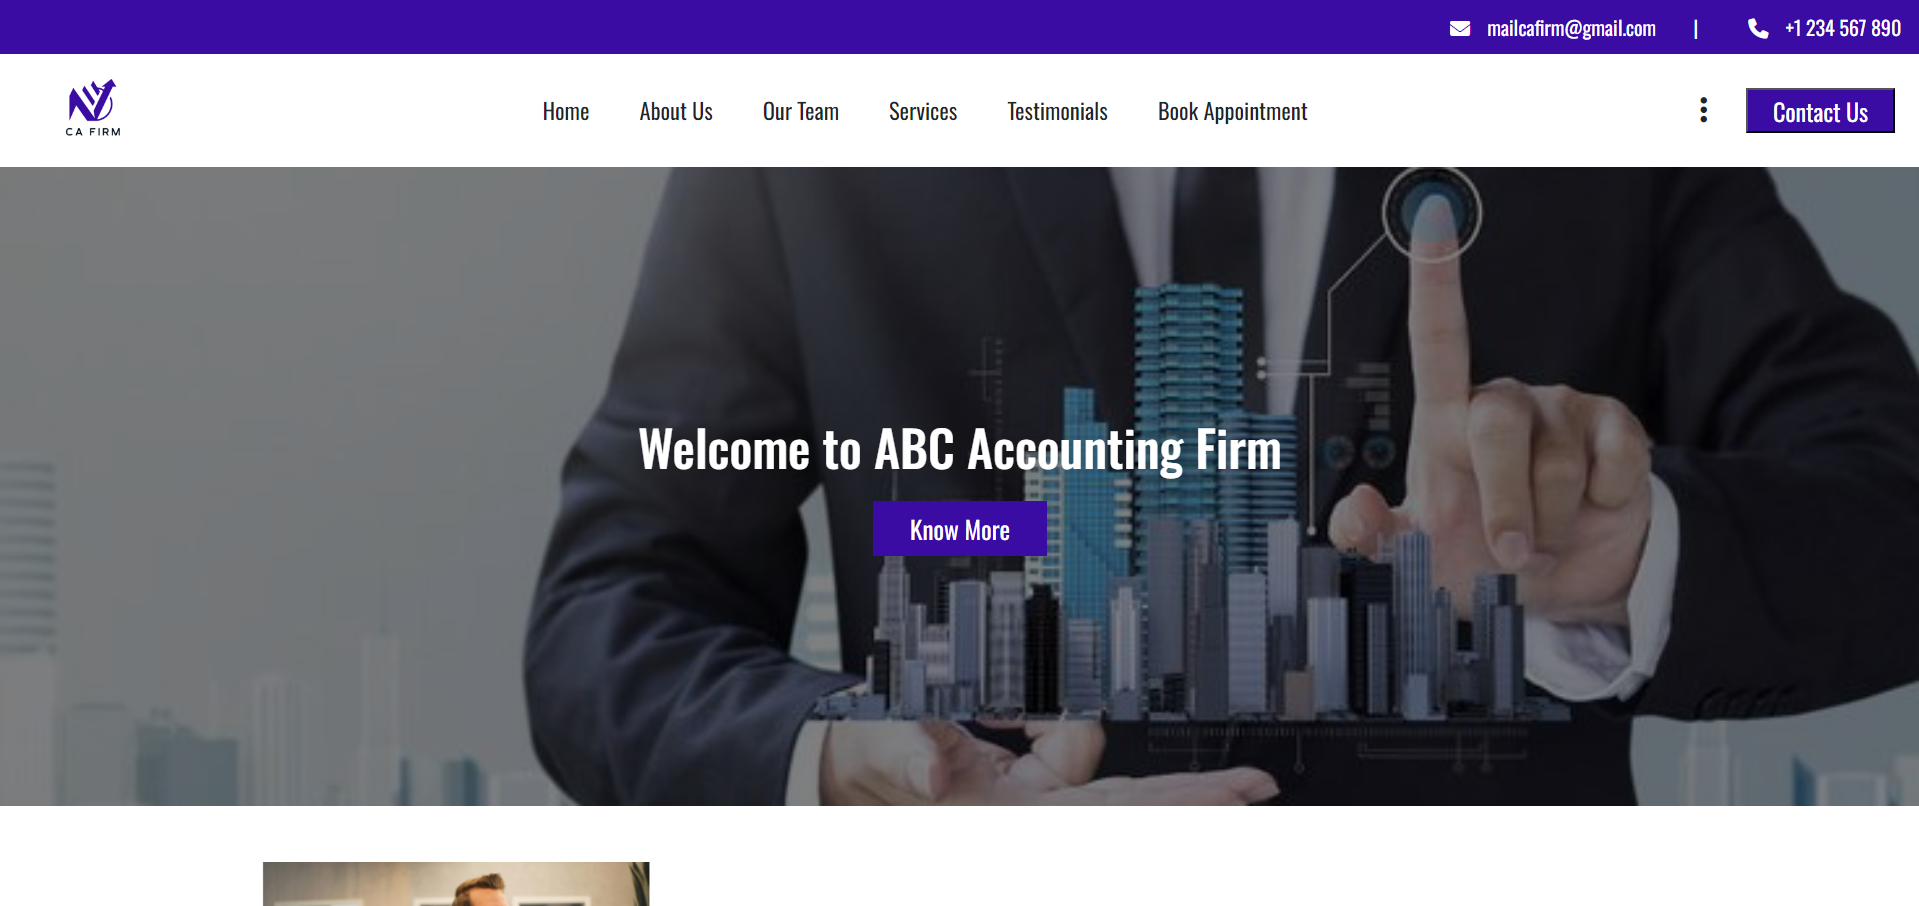 mailcafirm@gmail.com | +1 234 567 890
CA FIRM
Home About Us Our Team Services Testimonials Book Appointment
Contact Us
Welcome to ABC Accounting Firm
Know More